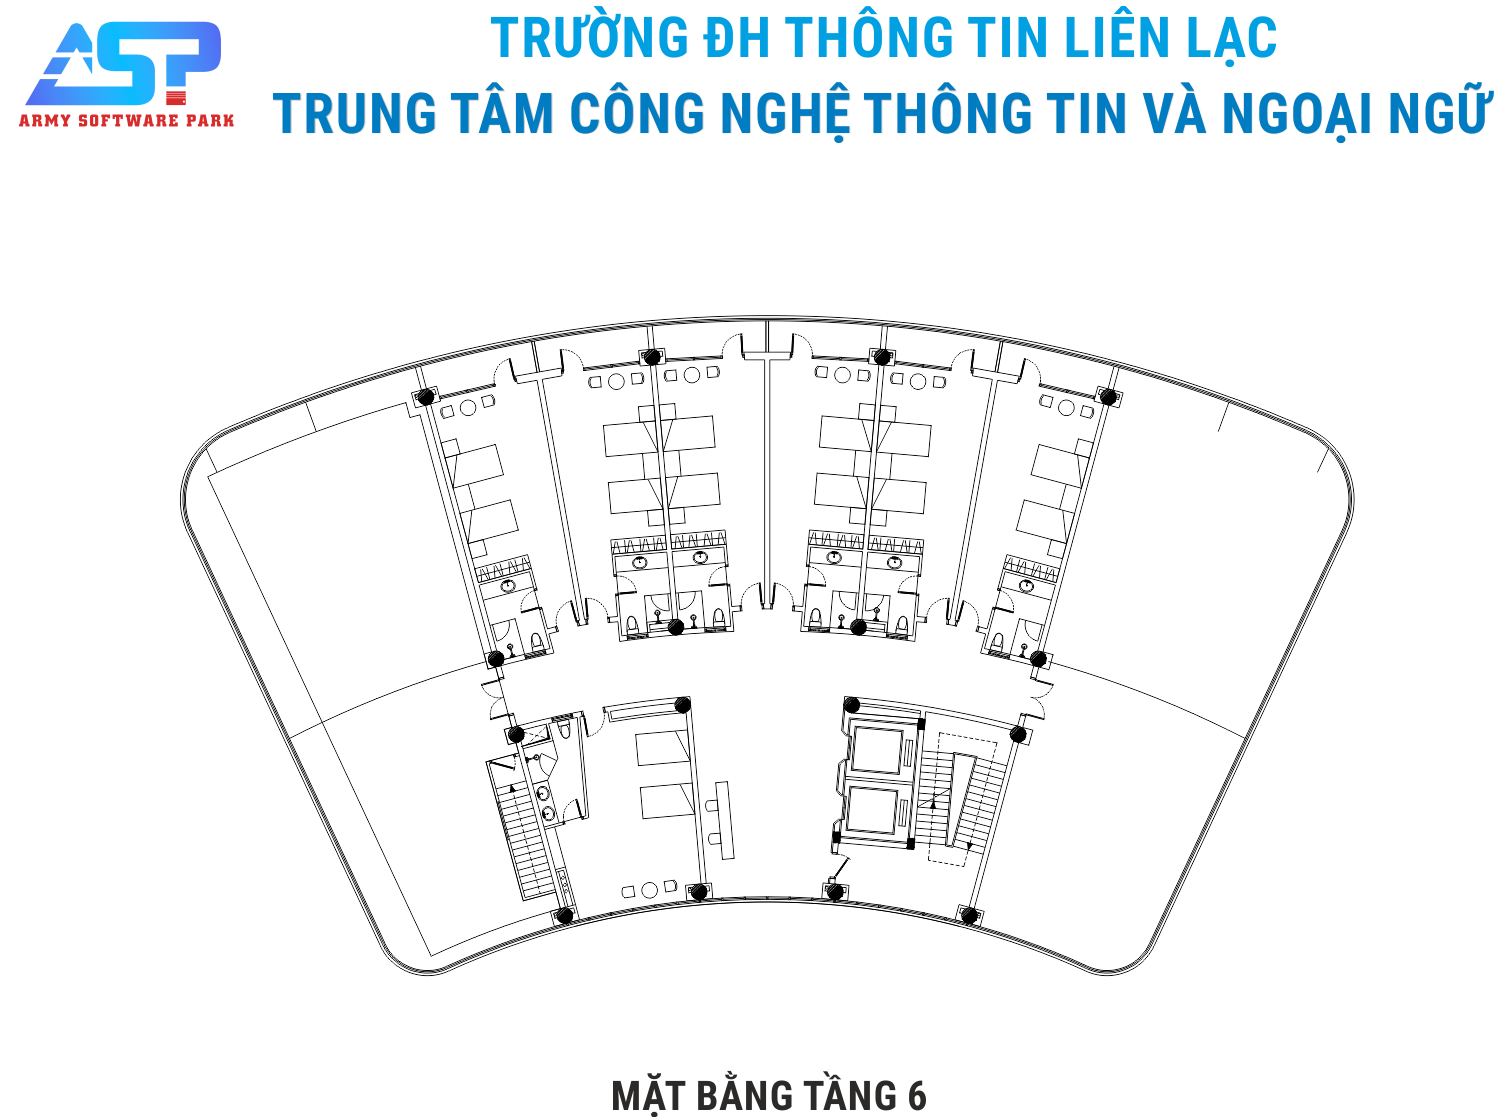 TRƯỜNG ĐH THÔNG TIN LIÊN LẠC
TRUNG TÂM CÔNG NGHỆ THÔNG TIN VÀ NGOẠI NGỮ
ASP
ARMY SOFTWARE PARK
MẶT BẰNG TẦNG 6